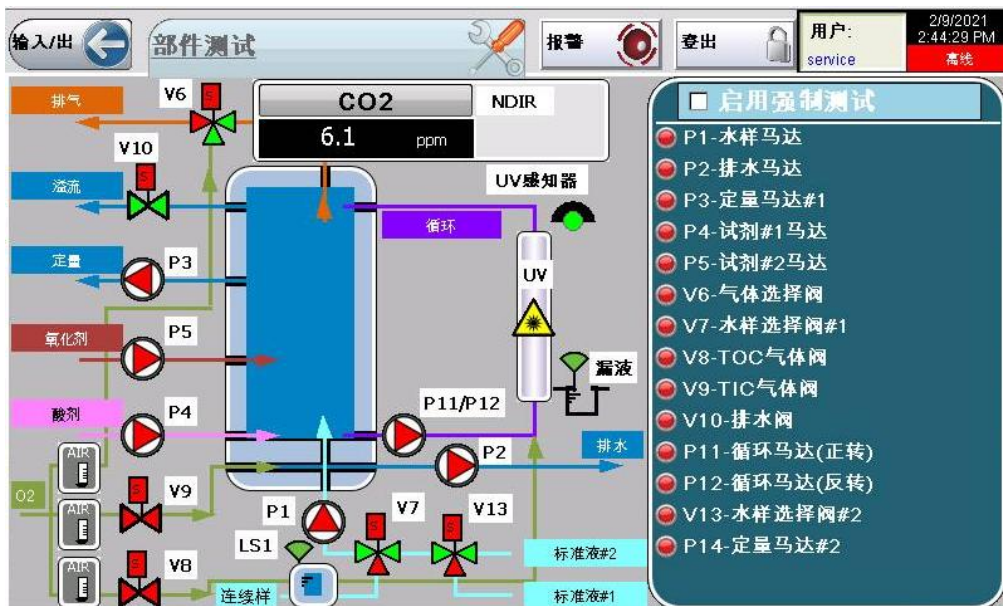 输入/出
部件测试
报警
登出
用户:
service
2/9/2021
2:44:29 PM
离线
排气
V6
CO2
NDIR
6.1 ppm
V10
溢流
UV感知器
循环
定量
P3
UV
氧化剂
P5
漏液
酸剂
P4
P11/P12
P2
排水
AIR
O2
AIR
V9
P1
V7
V13
LS1
标准液#2
AIR
V8
连续样
标准液#1
S
S
S
S
S
S
启用强制测试
P1-水样马达
P2-排水马达
P3-定量马达#1
P4-试剂#1马达
P5-试剂#2马达
V6-气体选择阀
V7-水样选择阀#1
V8-TOC气体阀
V9-TIC气体阀
V10-排水阀
P11-循环马达(正转)
P12-循环马达(反转)
V13-水样选择阀#2
P14-定量马达#2